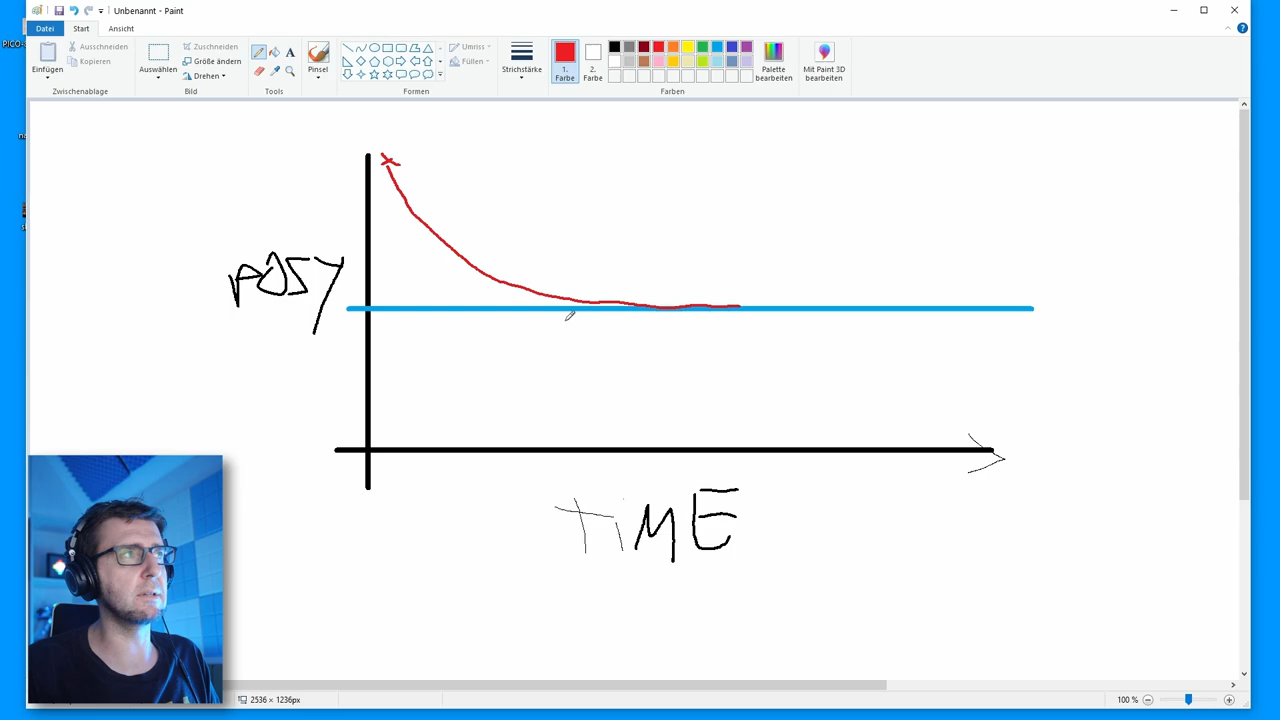 Unbenannt - Paint
Datei Start Ansicht
Einfügen
Ausschneiden
Kopieren
Zwischenablage
Auswählen
Zuschneiden
Größe ändern
Drehen
Bild
Tools
Pinsel
Formen
Umriss
Füllen
Strichstärke
1. Farbe
2. Farbe
Farben
Palette bearbeiten
Mit Paint 3D bearbeiten
POSY
TiME
2536 × 1236px
100 %